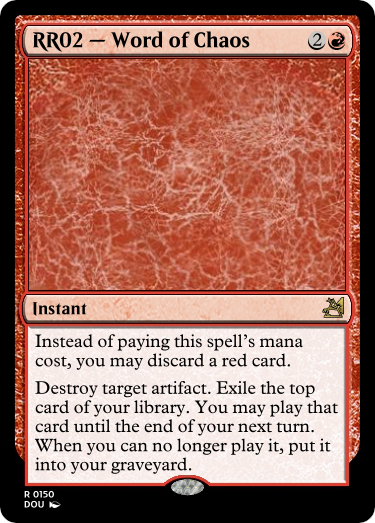 RR02 — Word of Chaos 2
Instant
Instead of paying this spell's mana
cost, you may discard a red card.
Destroy target artifact. Exile the top
card of your library. You may play that
card until the end of your next turn.
When you can no longer play it, put it
into your graveyard.
R 0150
DOU